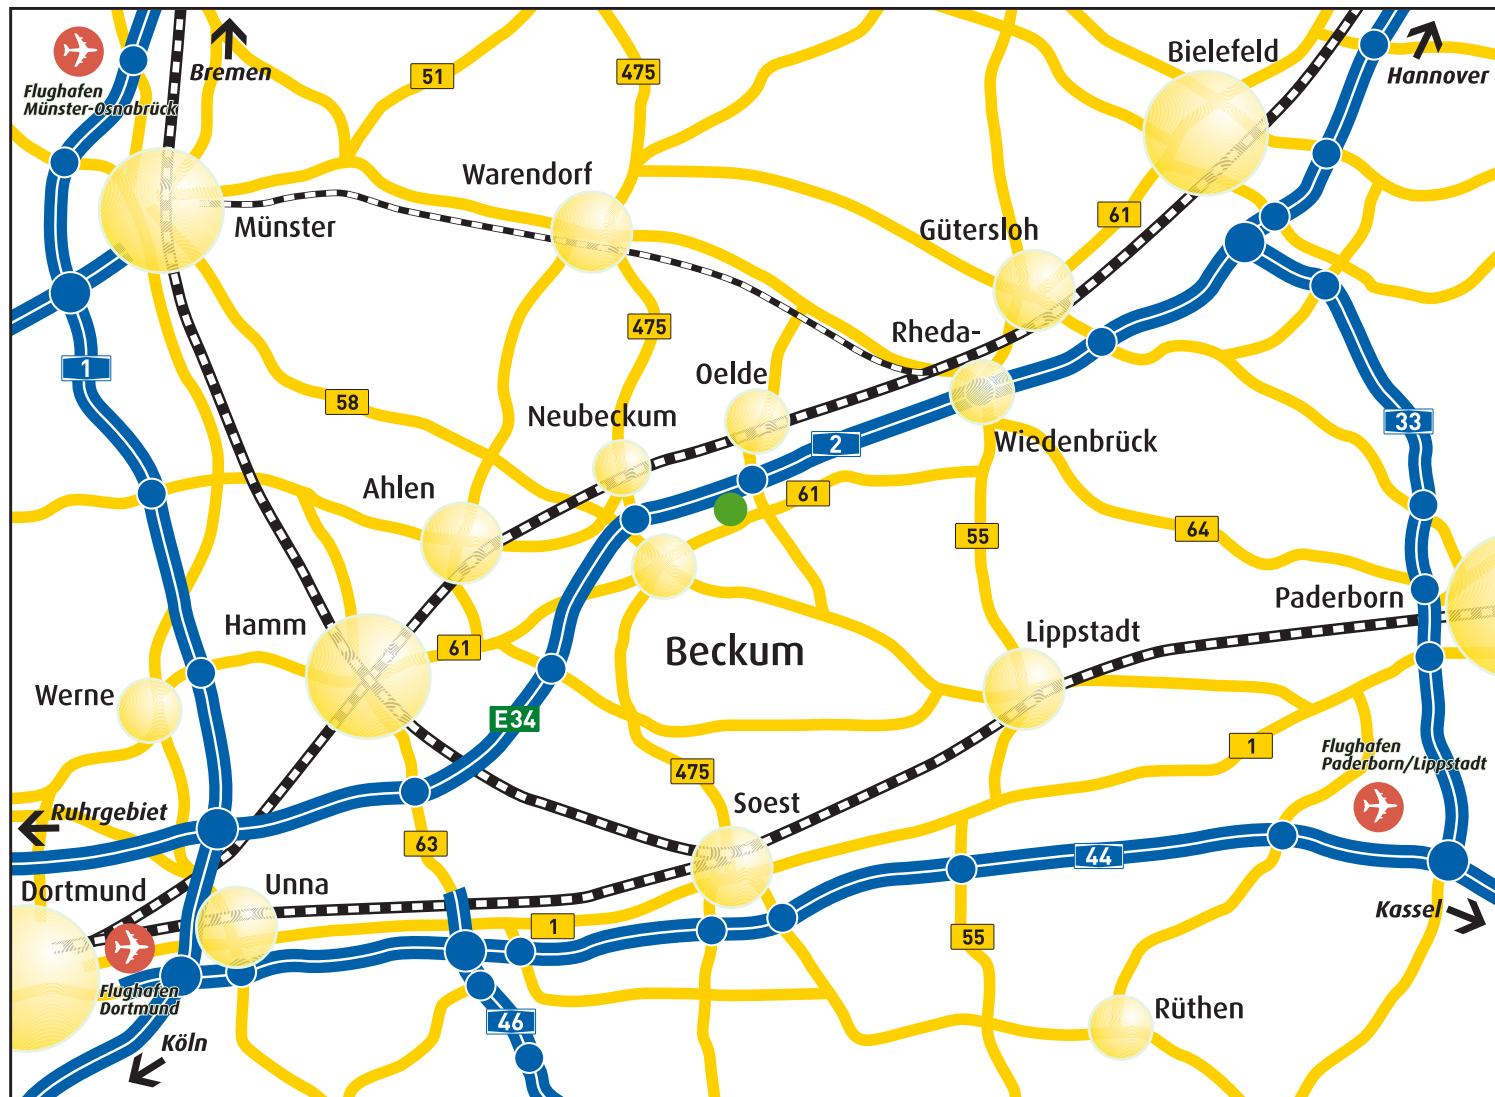 Bielefeld
Hannover
Bremen
51
475
Flughafen
Münster-Osnabrück
Warendorf
Münster
61
Gütersloh
475
Rheda-
1
Oelde
58
Neubeckum
33
2
Wiedenbrück
Ahlen
61
55
64
Paderborn
Hamm
Lippstadt
61
Beckum
Werne
E34
1
Flughafen
Paderborn/Lippstadt
475
Soest
Ruhrgebiet
63
44
Dortmund
Unna
Kassel
1
55
Flughafen
Dortmund
Rüthen
46
Köln